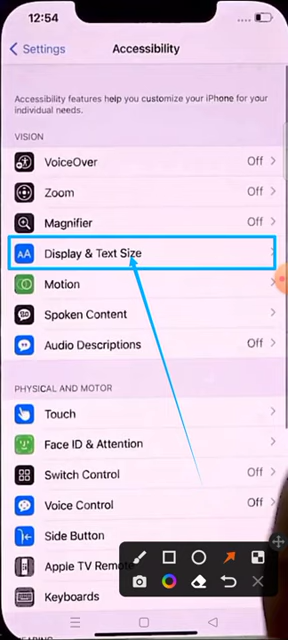 12:54
Settings
Accessibility
Accessibility features help you customize your iPhone for your
individual needs.
VISION
VoiceOver Off
Zoom Off
Magnifier Off
AA Display & Text Size
Motion
Spoken Content
Audio Descriptions Off
PHYSICAL AND MOTOR
Touch
Face ID & Attention
Switch Control Off
Voice Control Off
Side Button
Apple TV Remote
Keyboards